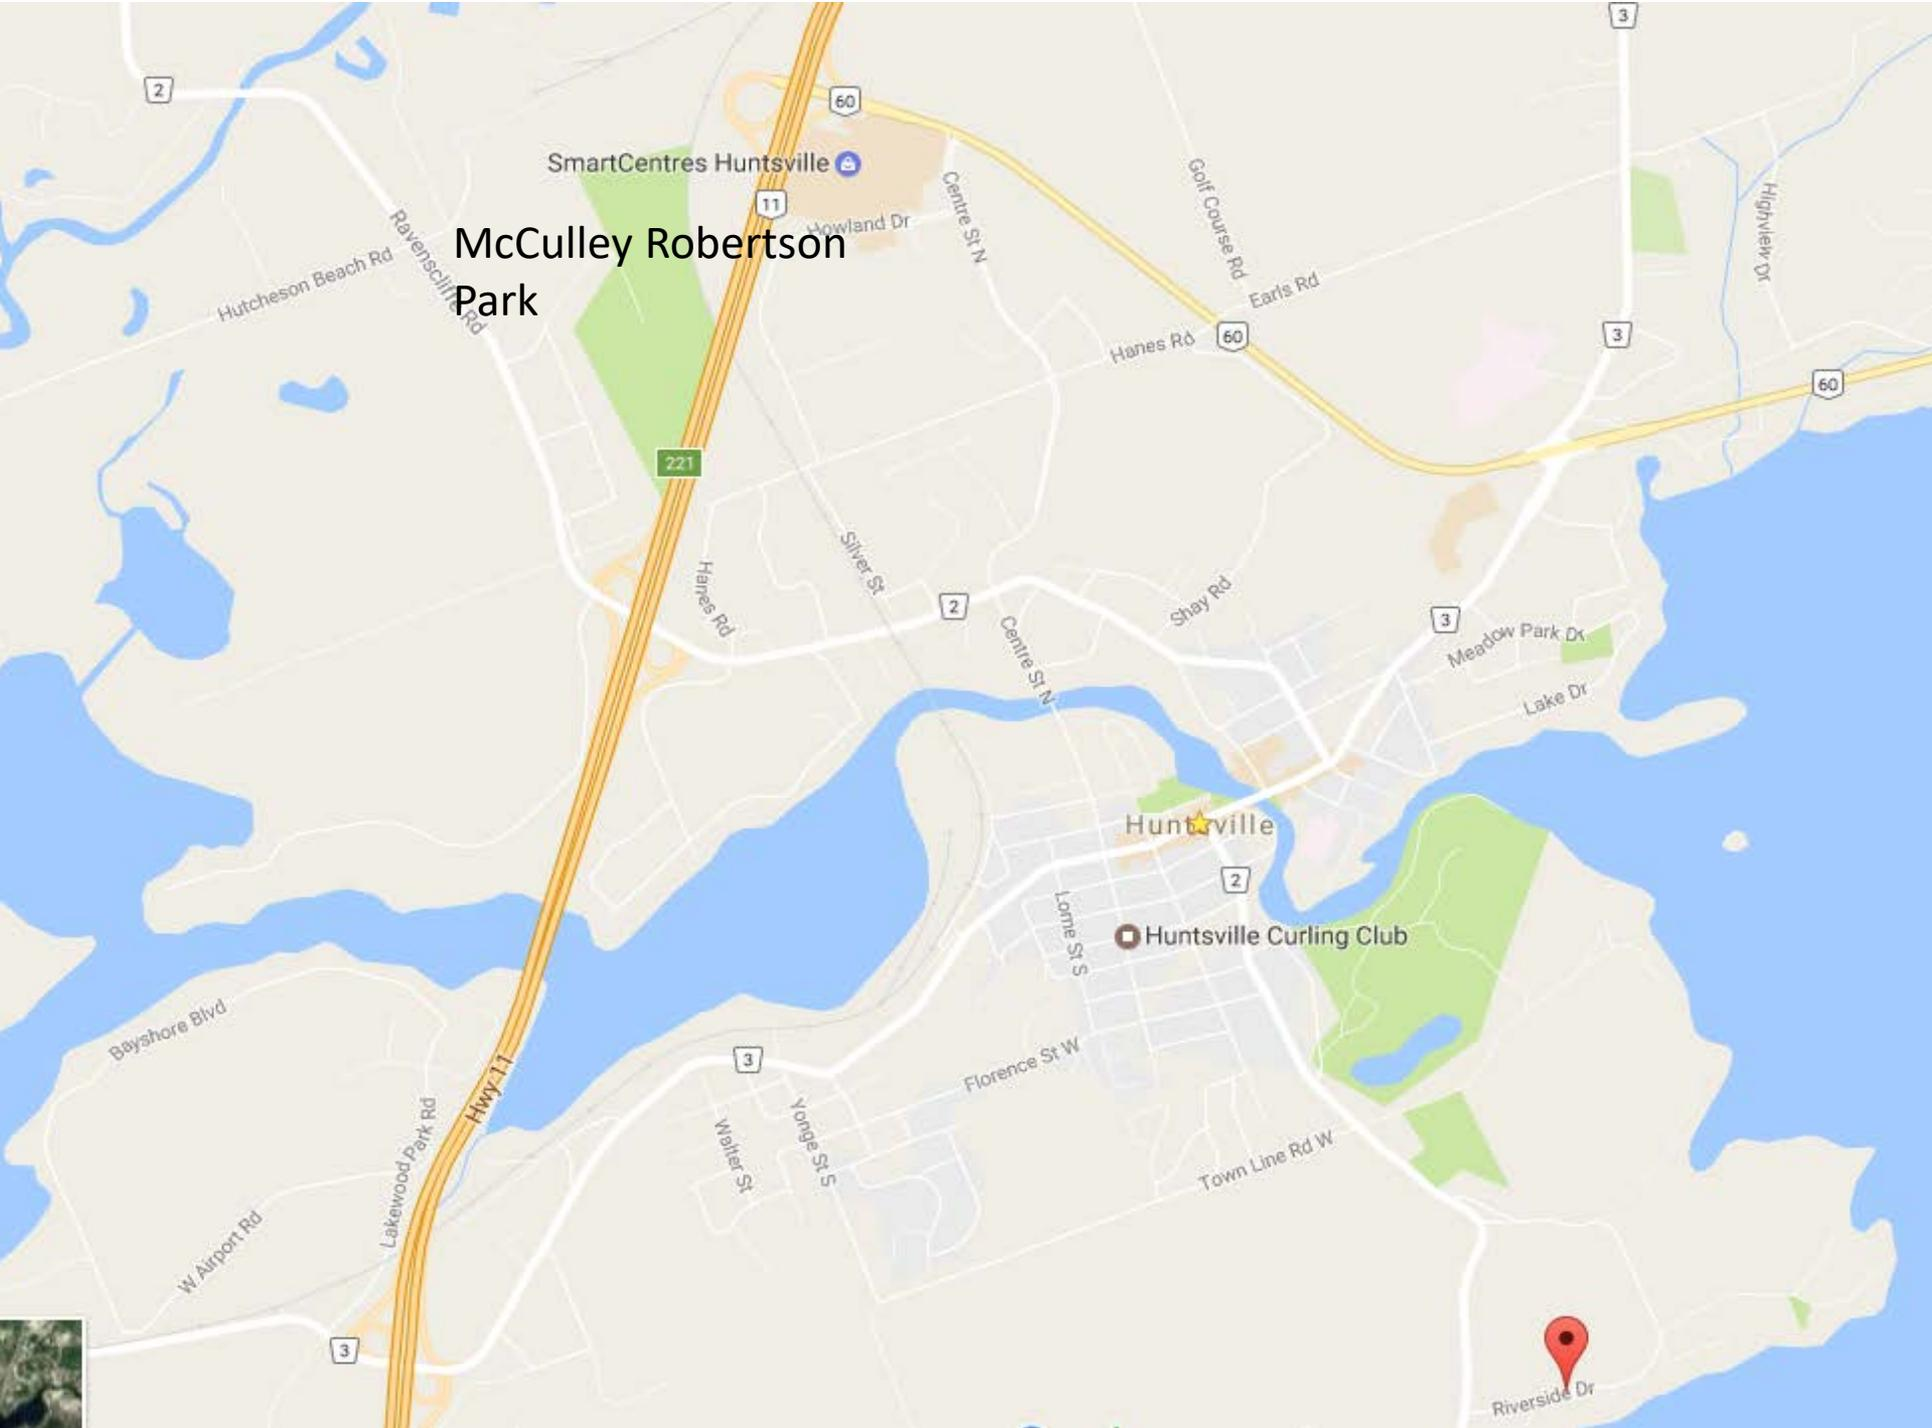 3
2
60
SmartCentres Huntsville
11
Howland Dr
Centre St N
Golf Course Rd
Highview Dr
McCulley Robertson
Park
Ravenscliffe Rd
Hutcheson Beach Rd
Earls Rd
Hanes Rd
60
3
60
221
Silver St
Hanes Rd
2
Shay Rd
3
Centre St N
Meadow Park Dr
Lake Dr
Huntsville
2
Lorne St S
Huntsville Curling Club
Bayshore Blvd
Hwy 11
3
Florence St W
Lakewood Park Rd
Walter St
Yonge St S
Town Line Rd W
W Airport Rd
3
Riverside Dr